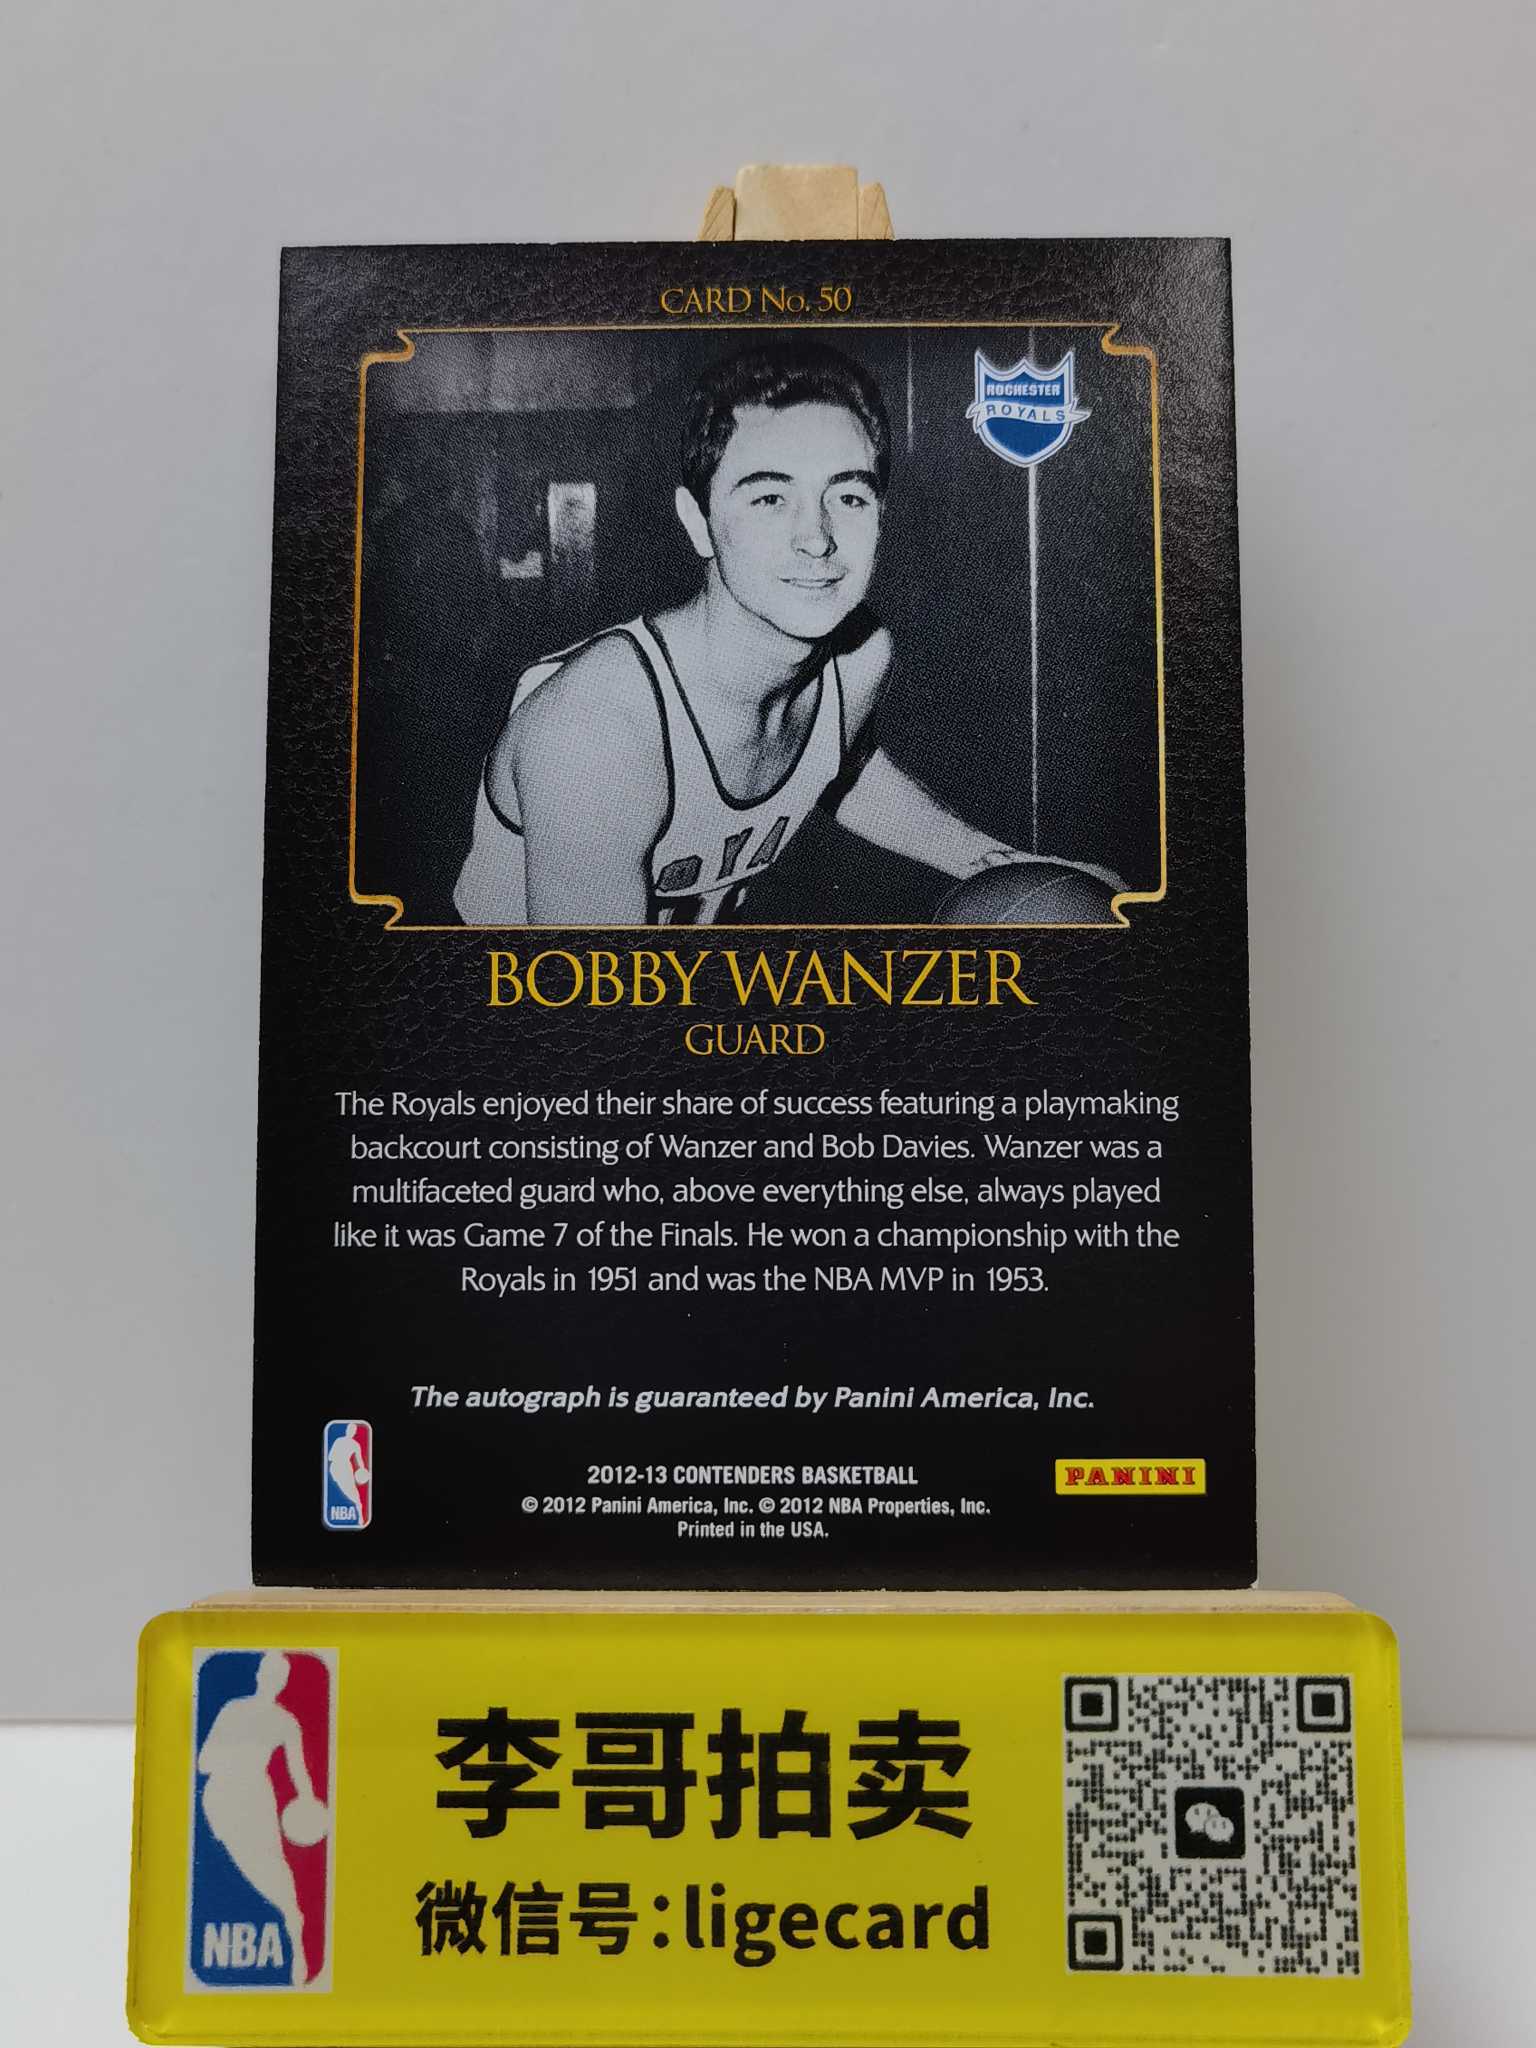 CARD No. 50
ROCHESTER
ROYALS
OYA
BOBBY WANZER
GUARD
The Royals enjoyed their share of success featuring a playmaking
backcourt consisting of Wanzer and Bob Davies. Wanzer was a
multifaceted guard who, above everything else, always played
like it was Game 7 of the Finals. He won a championship with the
Royals in 1951 and was the NBA MVP in 1953.
The autograph is guaranteed by Panini America, Inc.
NBA
2012-13 CONTENDERS BASKETBALL
© 2012 Panini America, Inc. © 2012 NBA Properties, Inc.
Printed in the USA.
PANINI
NBA
李哥拍卖
微信号:ligecard